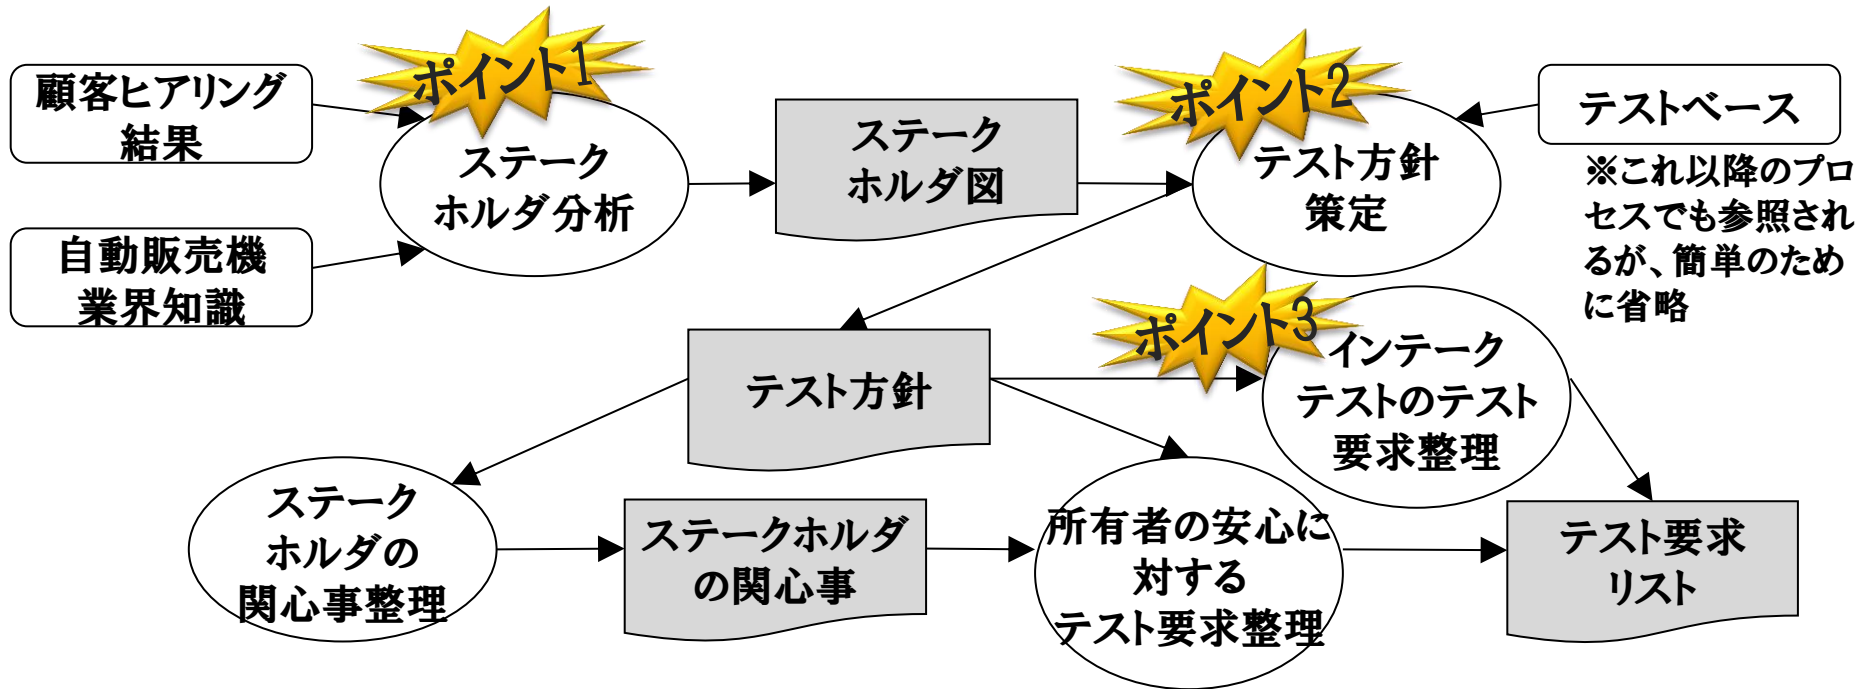 顧客ヒアリング
結果
自動販売機
業界知識
ポイント1
ステーク
ホルダ分析
ステーク
ホルダ図
ポイント2
テスト方針
策定
テストベース
※これ以降のプロ
セスでも参照され
るが、簡単のため
に省略
テスト方針
ポイント3
インテーク
テストのテスト
要求整理
ステーク
ホルダの
関心事整理
ステークホルダ
の関心事
所有者の安心に
対する
テスト要求整理
テスト要求
リスト